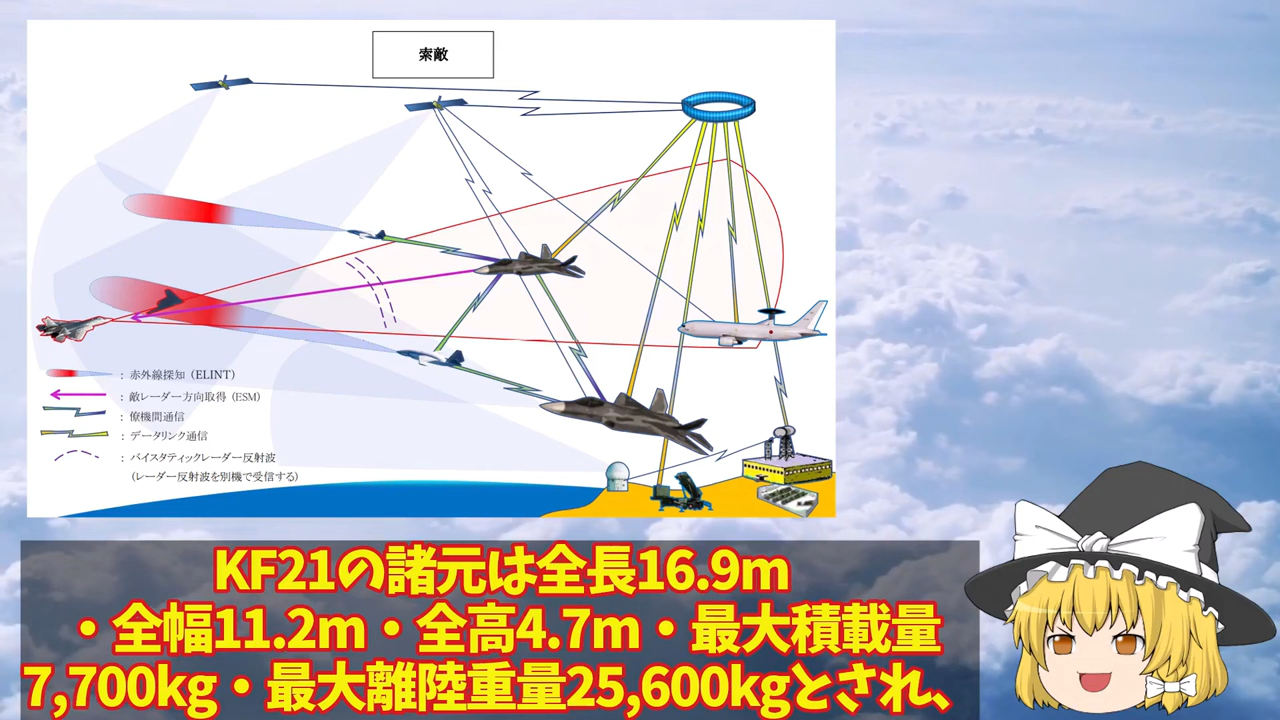 索敵
：赤外線探知（ELINT）
：敵レーダー方向取得（ESM）
：僚機間通信
：データリンク通信
：バイスタティックレーダー反射波
（レーダー反射波を別機で受信する）
KF21の諸元は全長16.9m
・全幅11.2m・全高4.7m・最大積載量
7,700kg・最大離陸重量25,600kgとされ、